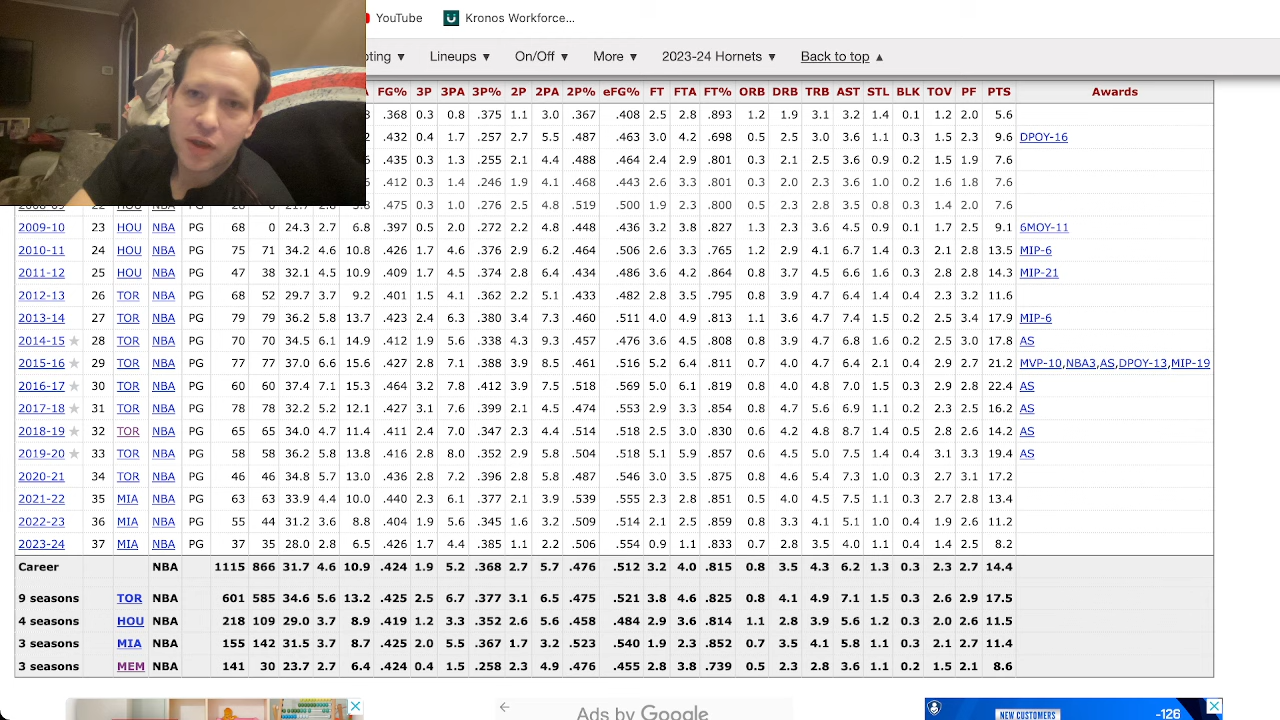 YouTube Kronos Workforce...
oting ▼ Lineups ▼ On/Off ▼ More ▼ 2023-24 Hornets ▼ Back to top ▲
FG% 3P 3PA 3P% 2P 2PA 2P% eFG% FT FTA FT% ORB DRB TRB AST STL BLK TOV PF PTS Awards
.368 0.3 0.8 .375 1.1 3.0 .367 .408 2.5 2.8 .893 1.2 1.9 3.1 3.2 1.4 0.1 1.2 2.0 5.6
.432 0.4 1.7 .257 2.7 5.5 .487 .463 3.0 4.2 .698 0.5 2.5 3.0 3.6 1.1 0.3 1.5 2.0 9.6 DPOY-16
.435 0.3 1.3 .255 2.1 4.4 .488 .464 2.4 2.9 .801 0.3 2.1 2.5 3.6 0.9 0.2 1.5 1.9 7.6
.412 0.3 1.4 .246 1.9 4.1 .468 .443 2.6 3.3 .801 0.3 2.0 2.3 3.6 1.0 0.2 1.6 1.8 7.6
2008-09 22 HOU NBA PG 28 0 21.7 2.8 5.8 .475 0.3 1.0 .276 2.5 4.8 .519 .500 1.9 2.3 .800 0.5 2.3 2.8 3.5 0.8 0.3 1.4 2.0 7.6
2009-10 23 HOU NBA PG 68 0 24.3 2.7 6.8 .397 0.5 2.0 .272 2.2 4.8 .448 .436 3.2 3.8 .827 1.3 2.3 3.6 4.5 0.9 0.1 1.7 2.5 9.1 6MOY-11
2010-11 24 HOU NBA PG 75 71 34.2 4.6 10.8 .426 1.7 4.6 .376 2.9 6.2 .464 .506 2.6 3.3 .765 1.2 2.9 4.1 6.7 1.4 0.3 2.1 2.4 13.5 MIP-6
2011-12 25 HOU NBA PG 47 38 32.1 4.5 10.9 .409 1.7 4.5 .374 2.8 6.4 .434 .486 3.6 4.2 .864 0.8 3.7 4.5 6.6 1.6 0.3 2.8 2.8 14.3 MIP-21
2012-13 26 TOR NBA PG 68 52 29.7 3.7 9.2 .401 1.5 4.1 .362 2.2 5.1 .433 .482 2.8 3.5 .795 0.8 3.9 4.7 6.4 1.4 0.4 2.3 3.2 11.6
2013-14 27 TOR NBA PG 79 79 36.2 5.8 13.7 .423 2.4 6.3 .380 3.4 7.3 .460 .511 4.0 4.9 .813 1.1 3.6 4.7 7.4 1.5 0.2 2.5 3.4 17.9 MIP-6
2014-15 ★ 28 TOR NBA PG 70 70 34.5 6.1 14.9 .412 1.9 5.6 .338 4.3 9.3 .457 .476 3.6 4.5 .808 0.8 3.9 4.7 6.8 1.6 0.2 2.5 3.0 17.8 AS
2015-16 ★ 29 TOR NBA PG 77 77 37.0 6.6 15.6 .427 2.8 7.1 .388 3.9 8.5 .461 .516 5.2 6.4 .811 0.7 4.0 4.7 6.4 2.1 0.4 2.9 2.7 21.2 MVP-10,NBA3,AS,DPOY-13,MIP-19
2016-17 ★ 30 TOR NBA PG 60 60 37.4 7.1 15.3 .464 3.2 7.8 .412 3.9 7.5 .518 .569 5.0 6.1 .819 0.8 4.0 4.8 7.0 1.5 0.3 2.9 2.8 22.4 AS
2017-18 ★ 31 TOR NBA PG 78 78 32.2 5.2 12.1 .427 3.1 7.6 .399 2.1 4.5 .474 .553 2.9 3.3 .854 0.8 4.7 5.6 6.9 1.1 0.2 2.3 2.5 16.2 AS
2018-19 ★ 32 TOR NBA PG 65 65 34.0 4.7 11.4 .411 2.4 7.0 .347 2.3 4.4 .514 .518 2.5 3.0 .830 0.6 4.2 4.8 8.7 1.4 0.5 2.8 2.6 14.2 AS
2019-20 ★ 33 TOR NBA PG 58 58 36.2 5.8 13.8 .416 2.8 8.0 .352 2.9 5.8 .504 .518 5.1 5.9 .857 0.6 4.5 5.0 7.5 1.4 0.4 3.1 3.3 19.4 AS
2020-21 34 TOR NBA PG 46 46 34.8 5.7 13.0 .436 2.8 7.2 .396 2.8 5.8 .487 .546 3.0 3.5 .875 0.8 4.6 5.4 7.3 1.0 0.3 2.7 3.1 17.2
2021-22 35 MIA NBA PG 63 63 33.9 4.4 10.0 .440 2.3 6.1 .377 2.1 3.9 .539 .555 2.3 2.8 .851 0.5 4.0 4.5 7.5 1.1 0.3 2.7 2.8 13.4
2022-23 36 MIA NBA PG 55 44 31.2 3.6 8.8 .404 1.9 5.6 .345 1.6 3.2 .509 .514 2.1 2.5 .859 0.8 3.3 4.1 5.1 1.0 0.4 1.9 2.6 11.2
2023-24 37 MIA NBA PG 37 35 28.0 2.8 6.5 .426 1.7 4.4 .385 1.1 2.2 .506 .554 0.9 1.1 .833 0.7 2.8 3.5 4.0 1.1 0.4 1.4 2.5 8.2
Career NBA 1115 866 31.7 4.6 10.9 .424 1.9 5.2 .368 2.7 5.7 .476 .512 3.2 4.0 .815 0.8 3.5 4.3 6.2 1.3 0.3 2.3 2.7 14.4
9 seasons TOR NBA 601 585 34.6 5.6 13.2 .425 2.5 6.7 .377 3.1 6.5 .475 .521 3.8 4.6 .825 0.8 4.1 4.9 7.1 1.5 0.3 2.6 2.9 17.5
4 seasons HOU NBA 218 109 29.0 3.7 8.9 .419 1.2 3.3 .352 2.6 5.6 .458 .484 2.9 3.6 .814 1.1 2.8 3.9 5.6 1.2 0.2 2.0 2.6 11.5
3 seasons MIA NBA 155 142 31.5 3.7 8.7 .425 2.0 5.5 .367 1.7 3.2 .523 .540 1.9 2.3 .852 0.7 3.5 4.1 5.8 1.1 0.3 2.1 2.7 11.4
3 seasons MEM NBA 141 30 23.7 2.7 6.4 .424 0.4 1.5 .258 2.3 4.9 .476 .455 2.8 3.8 .739 0.5 2.3 2.8 3.6 1.1 0.2 1.5 2.1 8.6
Ads by Google
NEW CUSTOMERS
-126